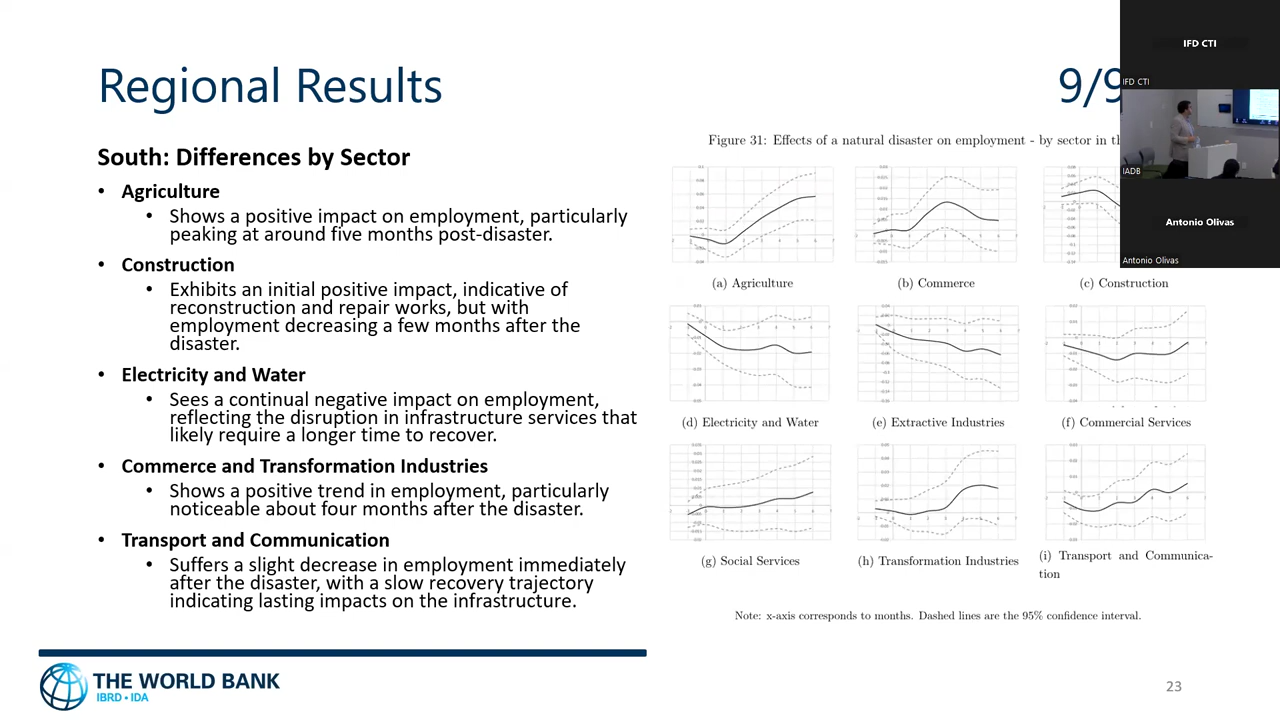 Regional Results
9/9
South: Differences by Sector
• Agriculture
• Shows a positive impact on employment, particularly
peaking at around five months post-disaster.
• Construction
• Exhibits an initial positive impact, indicative of
reconstruction and repair works, but with
employment decreasing a few months after the
disaster.
• Electricity and Water
• Sees a continual negative impact on employment,
reflecting the disruption in infrastructure services that
likely require a longer time to recover.
• Commerce and Transformation Industries
• Shows a positive trend in employment, particularly
noticeable about four months after the disaster.
• Transport and Communication
• Suffers a slight decrease in employment immediately
after the disaster, with a slow recovery trajectory
indicating lasting impacts on the infrastructure.
Figure 31: Effects of a natural disaster on employment - by sector in
(a) Agriculture
(b) Commerce
(c) Construction
(d) Electricity and Water
(e) Extractive Industries
(f) Commercial Services
(g) Social Services
(h) Transformation Industries
(i) Transport and Communica-
tion
Note: x-axis corresponds to months. Dashed lines are the 95% confidence interval.
THE WORLD BANK
IBRD • IDA
23
IFD CTI
IFD CTI
IADB
Antonio Olivas
Antonio Olivas